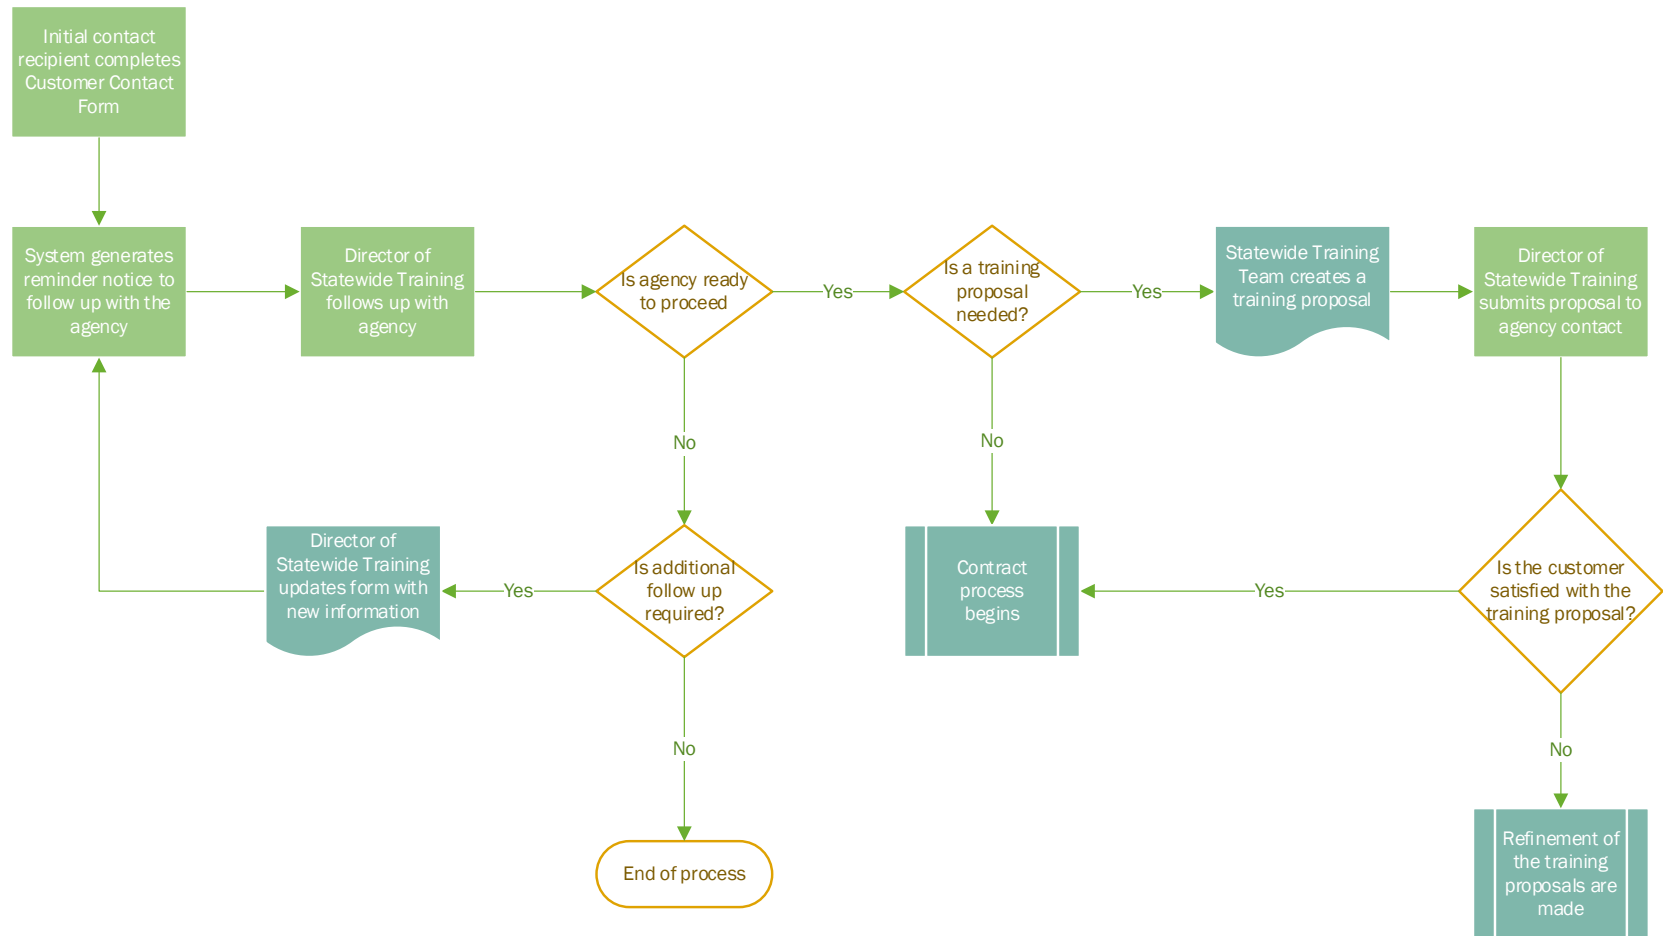 Initial contact
recipient completes
Customer Contact
Form
System generates
reminder notice to
follow up with the
agency
Director of
Statewide Training
follows up with
agency
Is agency ready
to proceed
Yes
Is a training
proposal
needed?
Yes
Statewide Training
Team creates a
training proposal
Director of
Statewide Training
submits proposal to
agency contact
No
No
Director of
Statewide Training
updates form with
new information
Yes
Is additional
follow up
required?
Contract
process
begins
Yes
Is the customer
satisfied with the
training proposal?
No
No
End of process
Refinement of
the training
proposals are
made